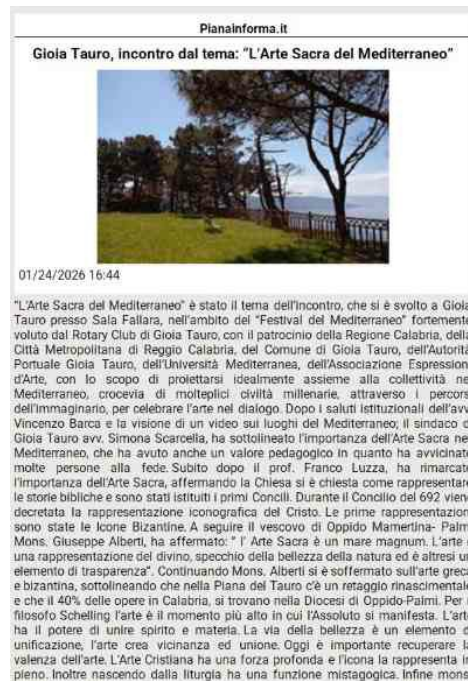 Pianainforma.it
Gioia Tauro, incontro dal tema: "L'Arte Sacra del Mediterraneo"
01/24/2026 16:44
"L'Arte Sacra del Mediterraneo" è stato il tema dell'incontro, che si è svolto a Gioia
Tauro presso Sala Fallara, nell'ambito del "Festival del Mediterraneo" fortemente
voluto dal Rotary Club di Gioia Tauro, con il patrocinio della Regione Calabria, della
Città Metropolitana di Reggio Calabria, del Comune di Gioia Tauro, dell'Autorità
Portuale Gioia Tauro, dell'Università Mediterranea, dell'Associazione Espression
d'Arte, con lo scopo di proiettarsi idealmente assieme alla collettività nel
Mediterraneo, crocevia di molteplici civiltà millenarie, attraverso i percors
dell'immaginario, per celebrare l'arte nel dialogo. Dopo i saluti istituzionali dell'avv
Vincenzo Barca e la visione di un video sui luoghi del Mediterraneo; il sindaco d
Gioia Tauro avv. Simona Scarcella, ha sottolineato l'importanza dell'Arte Sacra nel
Mediterraneo, che ha avuto anche un valore pedagogico in quanto ha avvicinato
molte persone alla fede. Subito dopo il prof. Franco Luzza, ha rimarcato
l'importanza dell'Arte Sacra, affermando la Chiesa si è chiesta come rappresentare
le storie bibliche e sono stati istituiti i primi Concili. Durante il Concilio del 692 viene
decretata la rappresentazione iconografica del Cristo. Le prime rappresentazion
sono state le Icone Bizantine. A seguire il vescovo di Oppido Mamertina- Palm
Mons. Giuseppe Alberti, ha affermato: " l' Arte Sacra è un mare magnum. L'arte è
una rappresentazione del divino, specchio della bellezza della natura ed è altresì un
elemento di trasparenza". Continuando Mons. Alberti si è soffermato sull'arte greca
e bizantina, sottolineando che nella Piana del Tauro c'è un retaggio rinascimentale
e che il 40% delle opere in Calabria, si trovano nella Diocesi di Oppido-Palmi. Per i
filosofo Schelling l'arte è il momento più alto in cui l'Assoluto si manifesta. L'arte
ha il potere di unire spirito e materia. La via della bellezza è un elemento d
unificazione, l'arte crea vicinanza ed unione. Oggi è importante recuperare la
valenza dell'arte. L'Arte Cristiana ha una forza profonda e l'icona la rappresenta in
pieno. Inoltre nascendo dalla liturgia ha una funzione mistagogica. Infine mons